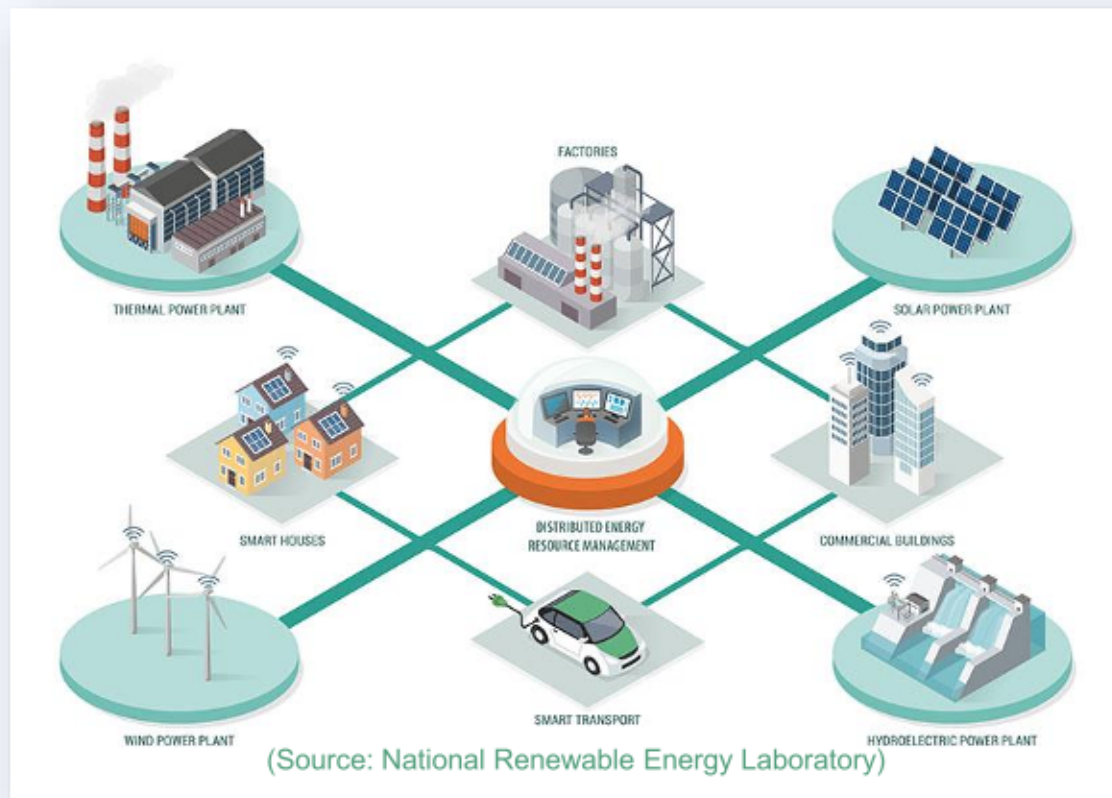 FACTORIES
THERMAL POWER PLANT
SOLAR POWER PLANT
SMART HOUSES
DISTRIBUTED ENERGY
RESOURCE MANAGEMENT
COMMERCIAL BUILDINGS
WIND POWER PLANT
SMART TRANSPORT
HYDROELECTRIC POWER PLANT
(Source: National Renewable Energy Laboratory)